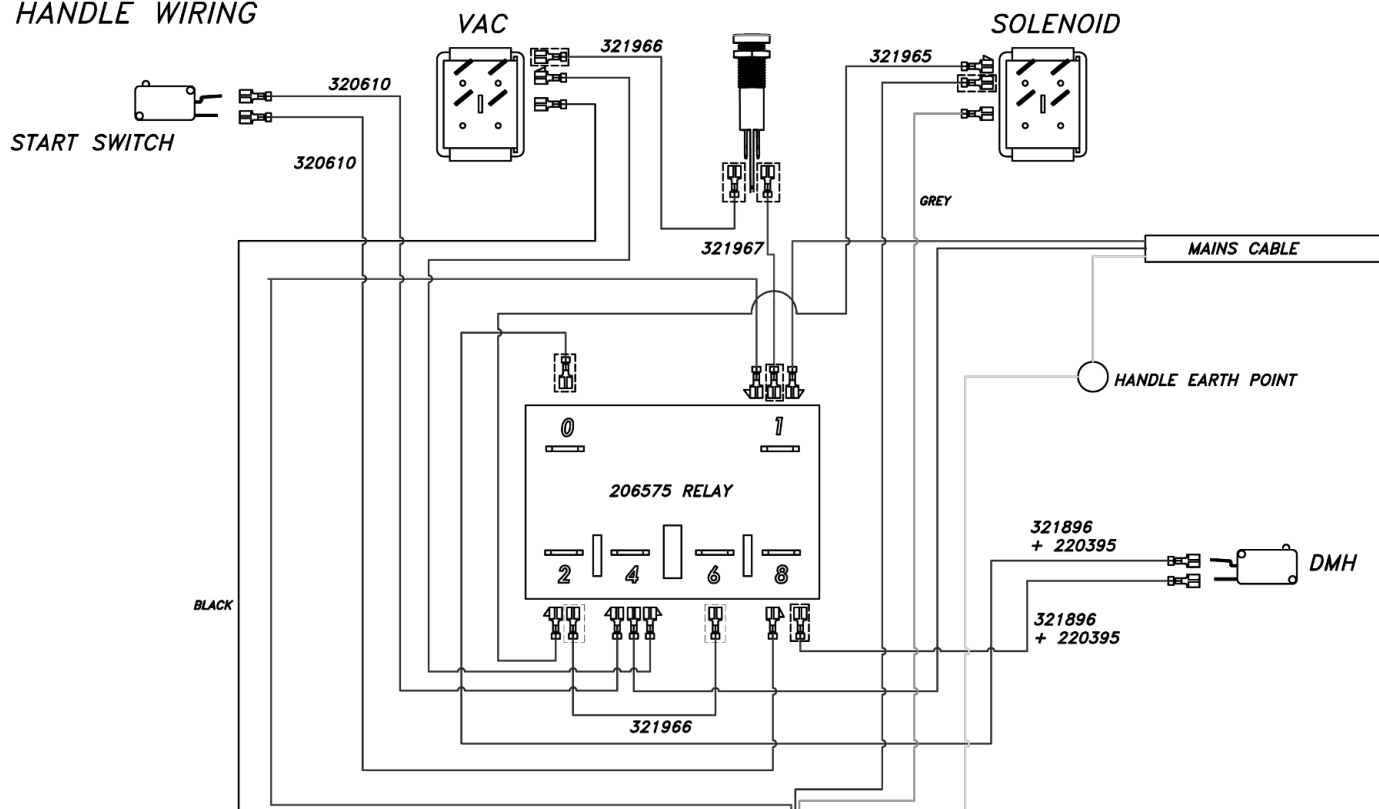 HANDLE WIRING
VAC
SOLENOID
321966
321965
320610
START SWITCH
320610
GREY
321967
MAINS CABLE
HANDLE EARTH POINT
0
1
206575 RELAY
321896
+ 220395
2
4
6
8
DMH
BLACK
321896
+ 220395
321966